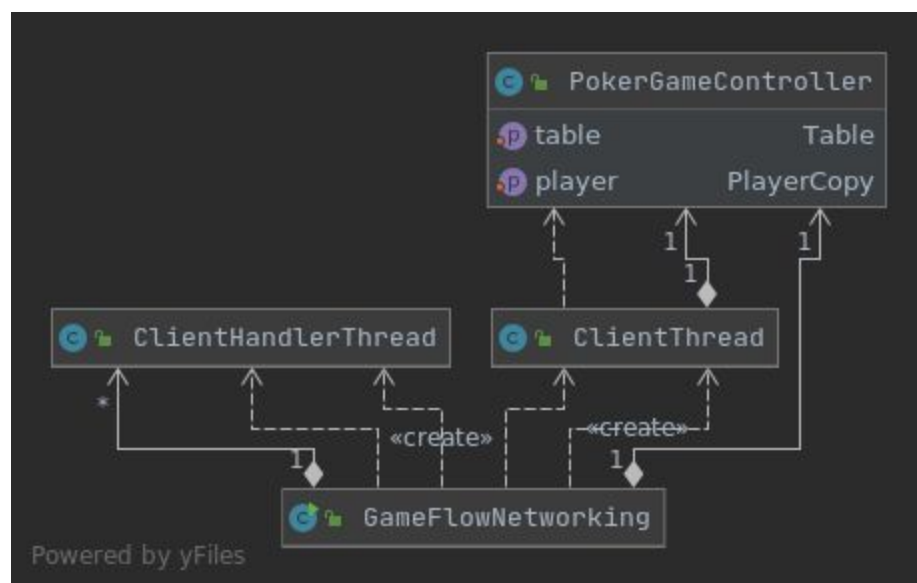 PokerGameController
table Table
player PlayerCopy
1 1
1
ClientHandlerThread ClientThread
*
«create» «create»
1 1
GameFlowNetworking
Powered by yFiles